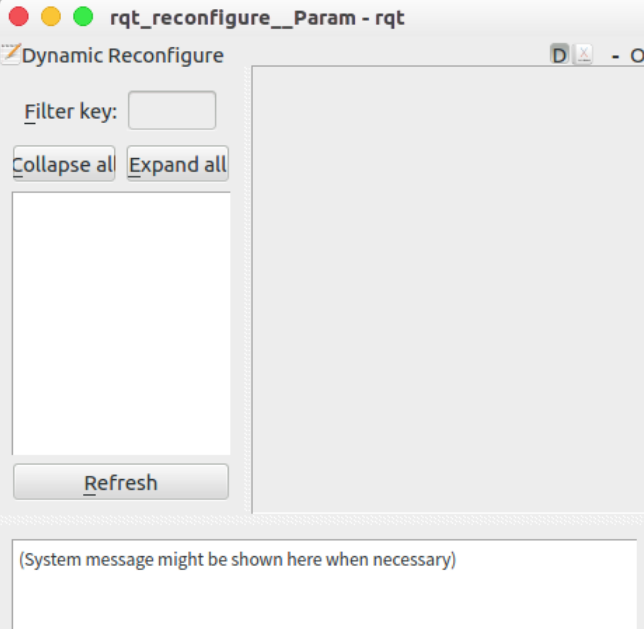 rqt_reconfigure__Param - rqt
Dynamic Reconfigure D - O
Filter key:
Collapse all Expand all
Refresh
(System message might be shown here when necessary)